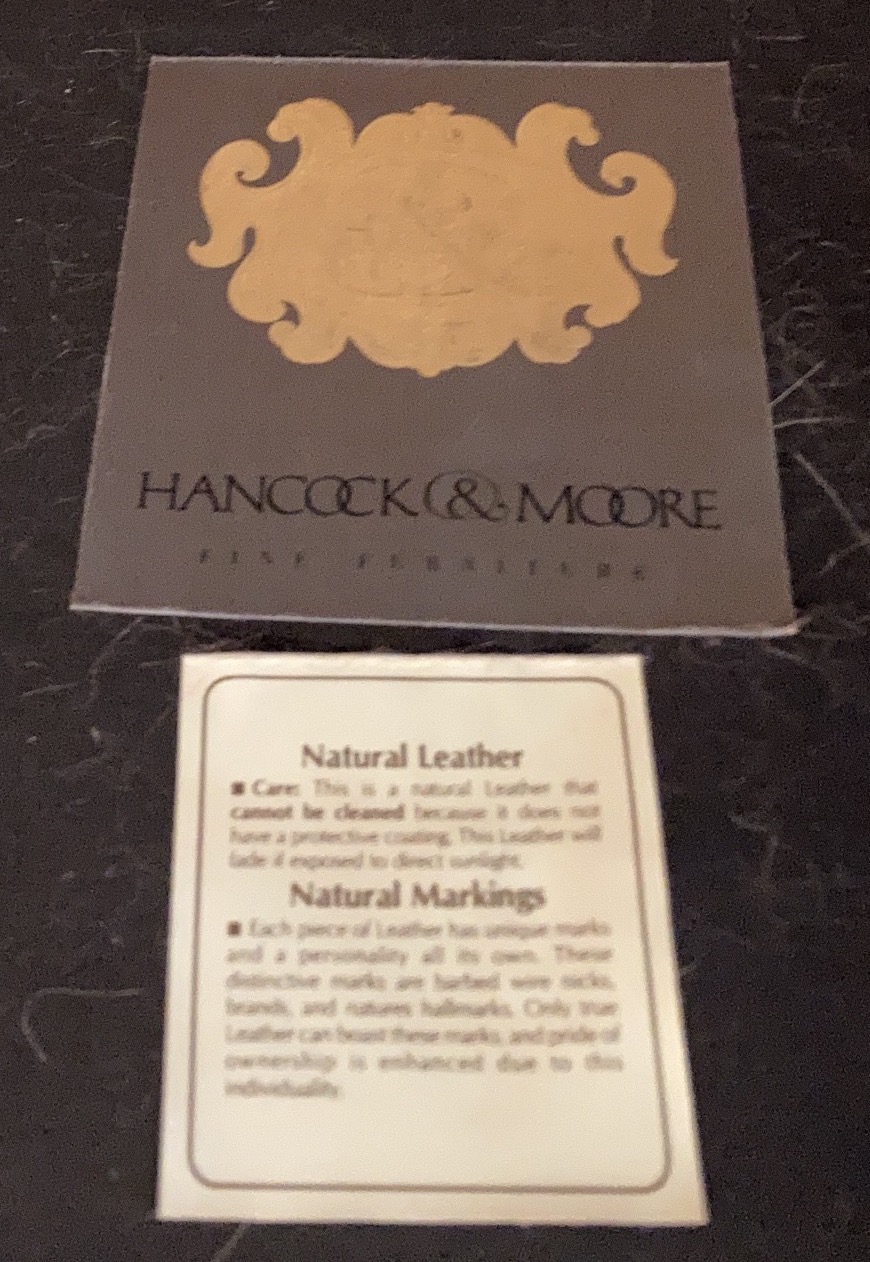 HANCOCK & MOORE
FINE FURNITURE
Natural Leather
■ Care: This is a natural Leather that
cannot be cleaned because it does not
have a protective coating. This Leather will
fade if exposed to direct sunlight.
Natural Markings
■ Each piece of Leather has unique marks
and a personality all its own. These
distinctive marks are barbed wire nicks,
brands, and natures hallmarks. Only true
Leather can boast these marks, and pride of
ownership is enhanced due to this
individuality.